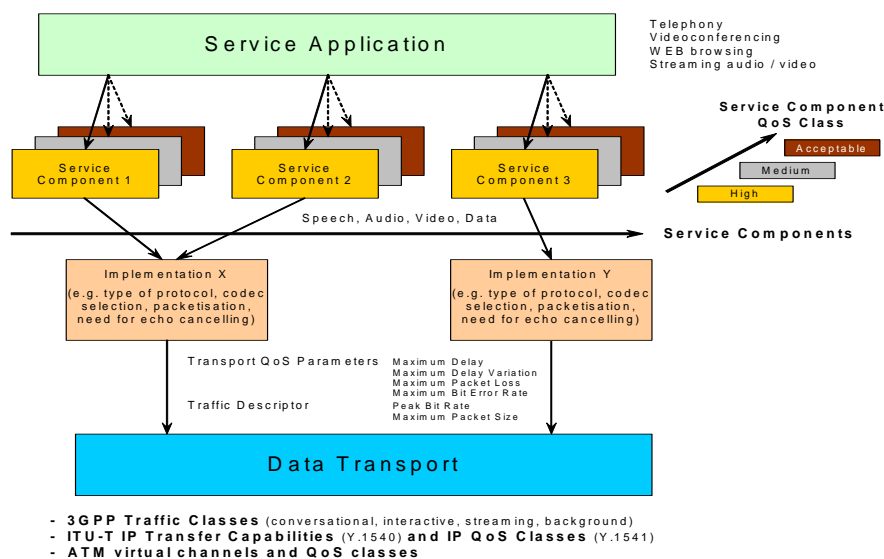 Service Application
Telephony
Videoconferencing
WEB browsing
Streaming audio / video
Service Component
QoS Class
Acceptable
Medium
High
Service
Component 1
Service
Component 2
Service
Component 3
Speech, Audio, Video, Data
Service Components
Implementation X
(e.g. type of protocol, codec
selection, packetisation,
need for echo cancelling)
Implementation Y
(e.g. type of protocol, codec
selection, packetisation,
need for echo cancelling)
Transport QoS Parameters
Maximum Delay
Maximum Delay Variation
Maximum Packet Loss
Maximum Bit Error Rate
Traffic Descriptor
Peak Bit Rate
Maximum Packet Size
Data Transport
- 3GPP Traffic Classes (conversational, interactive, streaming, background)
- ITU-T IP Transfer Capabilities (Y.1540) and IP QoS Classes (Y.1541)
- ATM virtual channels and QoS classes